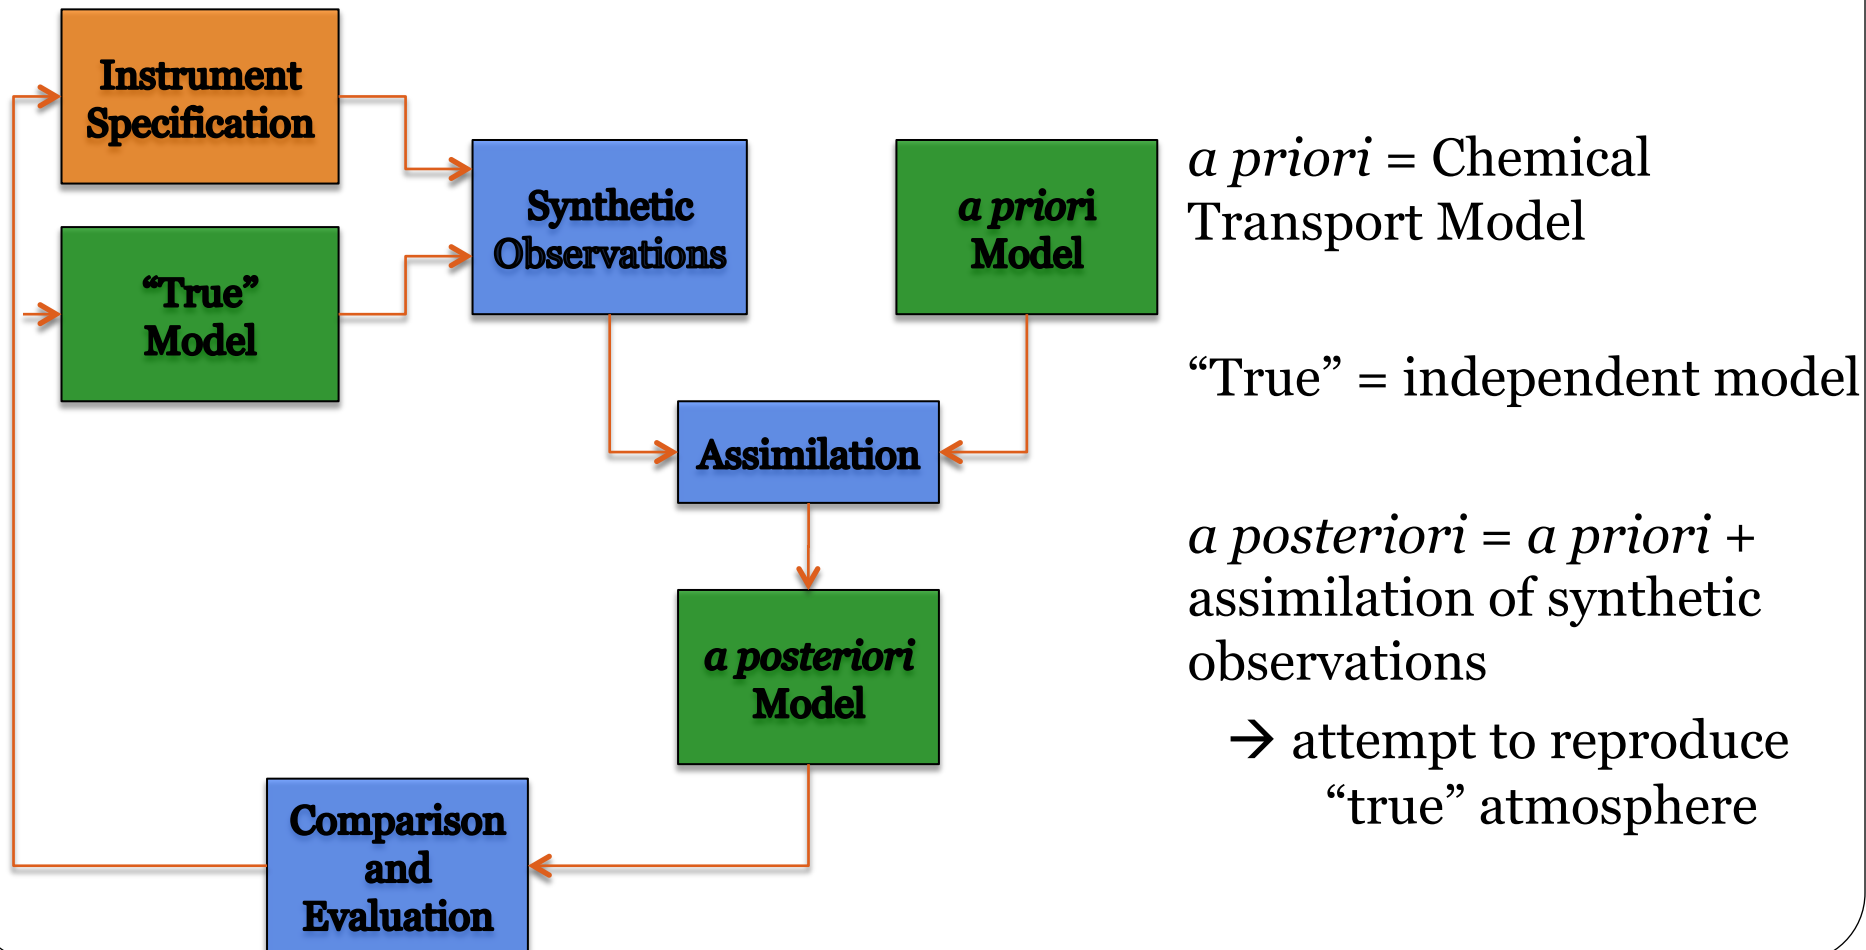 Instrument
Specification
“True”
Model
Synthetic
Observations
a priori
Model
Assimilation
a posteriori
Model
Comparison
and
Evaluation
a priori = Chemical
Transport Model
“True” = independent model
a posteriori = a priori +
assimilation of synthetic
observations
→ attempt to reproduce
“true” atmosphere